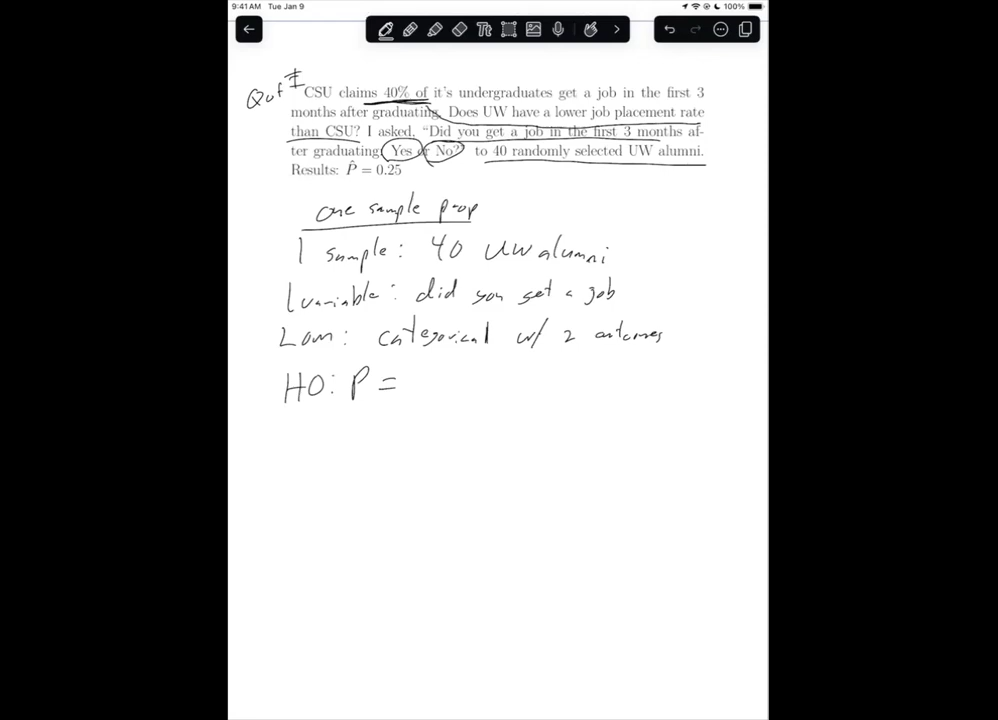 9:41 AM Tue Jan 9
100%
Tt
CSU claims 40% of it's undergraduates get a job in the first 3
months after graduating. Does UW have a lower job placement rate
than CSU? I asked, "Did you get a job in the first 3 months af-
ter graduating Yes or No?" to 40 randomly selected UW alumni.
Results: P̂ = 0.25
one sample prop
1 sample: 40 UW alumni
1 variable: did you get a job
Lom: categorical w/ 2 outcomes
H0: P =